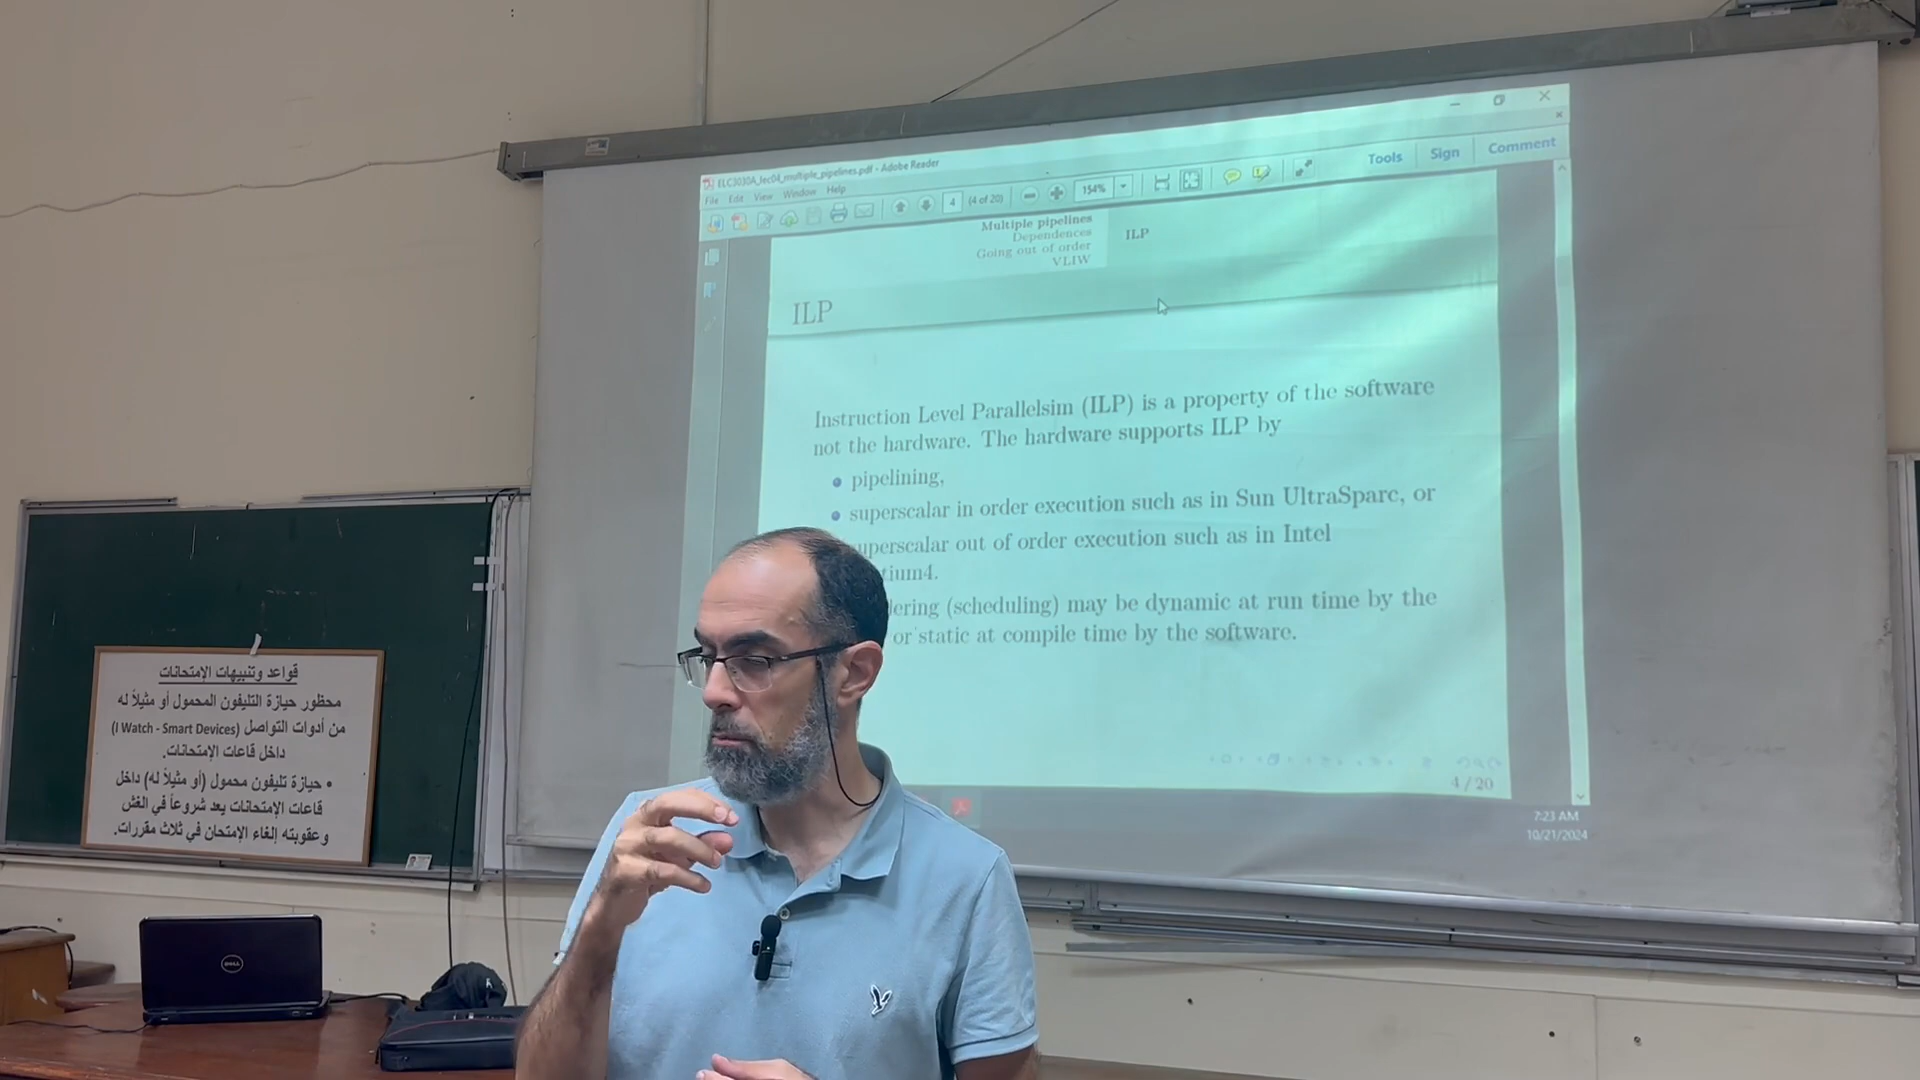 ELC3030A_lec04_multiple_pipelines.pdf - Adobe Reader
File Edit View Window Help
4 (4 of 20) 154% Tools Sign Comment
Multiple pipelines
Dependences
Going out of order
VLIW
ILP
ILP
Instruction Level Parallelsim (ILP) is a property of the software
not the hardware. The hardware supports ILP by
pipelining,
superscalar in order execution such as in Sun UltraSparc, or
uperscalar out of order execution such as in Intel
tium4.
dering (scheduling) may be dynamic at run time by the
or static at compile time by the software.
4 / 20
7:23 AM
10/21/2024
قواعد وتنبيهات الإمتحانات
محظور حيازة التليفون المحمول أو مثيلاً له
من أدوات التواصل (I Watch - Smart Devices)
داخل قاعات الإمتحانات.
• حيازة تليفون محمول (أو مثيلاً له) داخل
قاعات الإمتحانات يعد شروعاً في الغش
وعقوبته إلغاء الإمتحان في ثلاث مقررات.
DELL